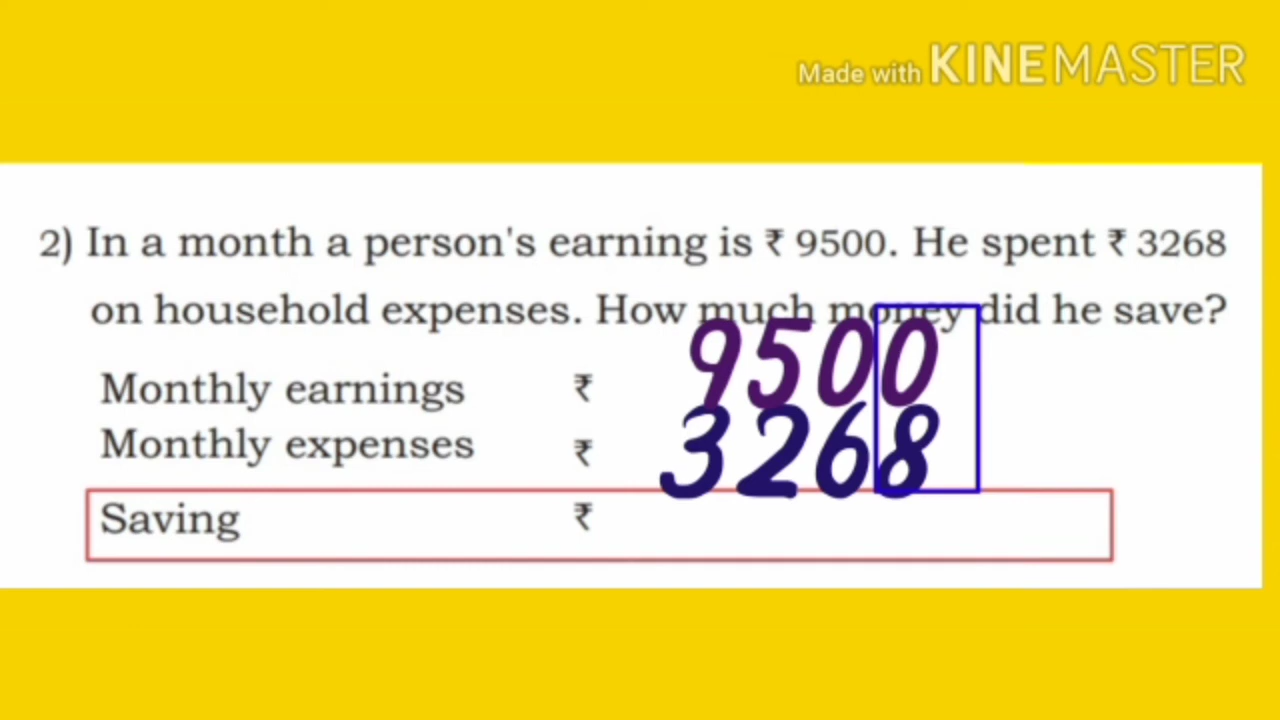 Made with KINEMASTER
2) In a month a person's earning is ₹ 9500. He spent ₹ 3268
on household expenses. How much money did he save?
Monthly earnings ₹ 9500
Monthly expenses ₹ 3268
Saving ₹